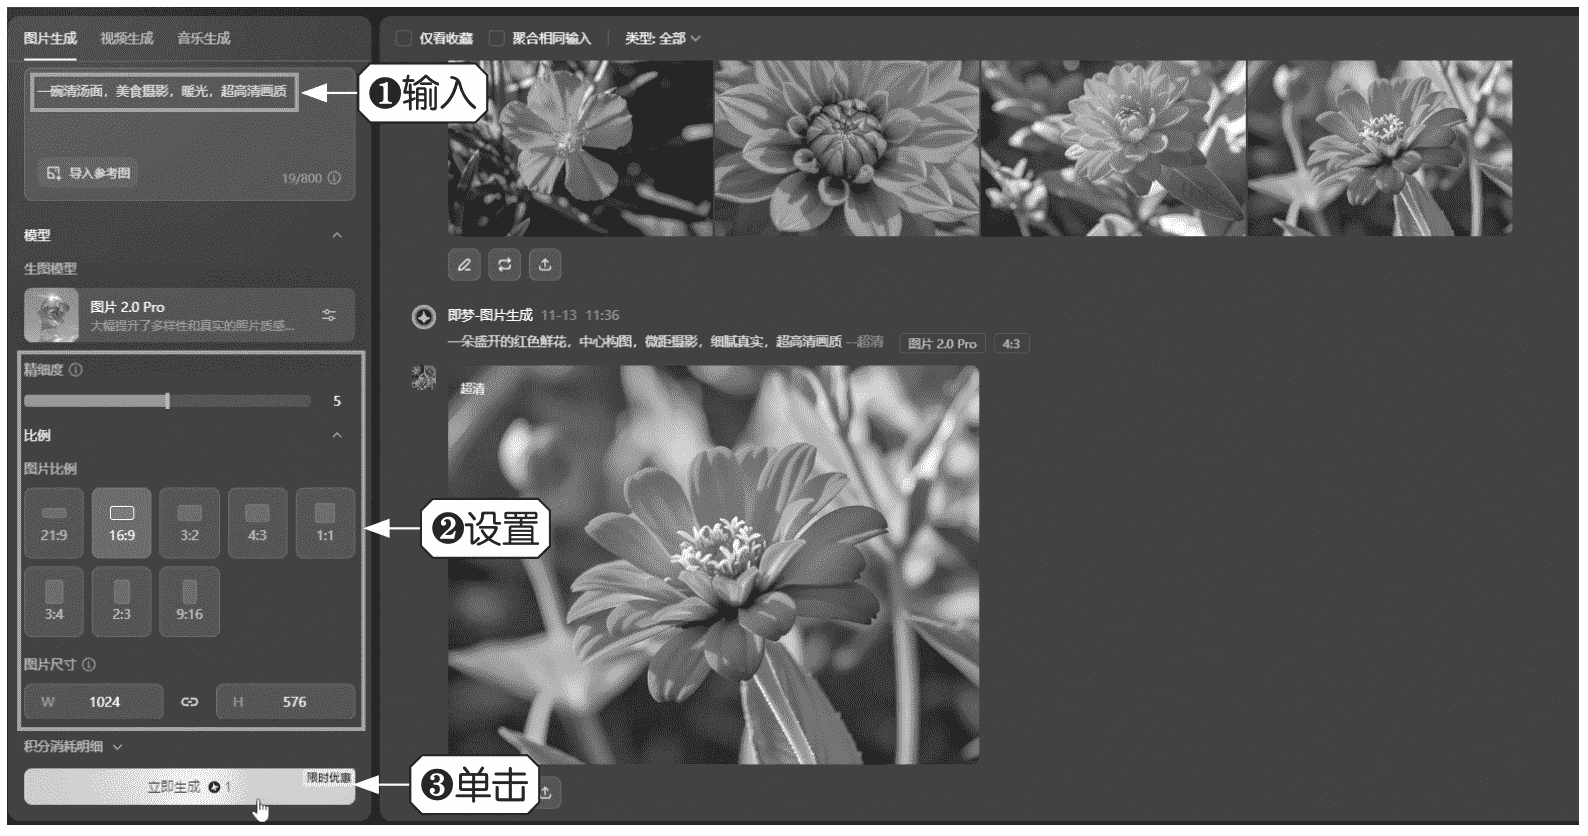 图片生成 视频生成 音乐生成
一碗清汤面，美食摄影，暖光，超高清画质
❶输入
导入参考图
19/800
模型
生图模型
图片 2.0 Pro
大幅提升了多样性和真实的照片质感...
精细度
5
比例
图片比例
21:9 16:9 3:2 4:3 1:1
3:4 2:3 9:16
❷设置
图片尺寸
W 1024 H 576
积分消耗明细
限时优惠
立即生成 1
❸单击
仅看收藏 聚合相同输入 类型: 全部
即梦-图片生成 11-13 11:36
一朵盛开的红色鲜花，中心构图，微距摄影，细腻真实，超高清画质 --超清 图片 2.0 Pro 4:3
超清